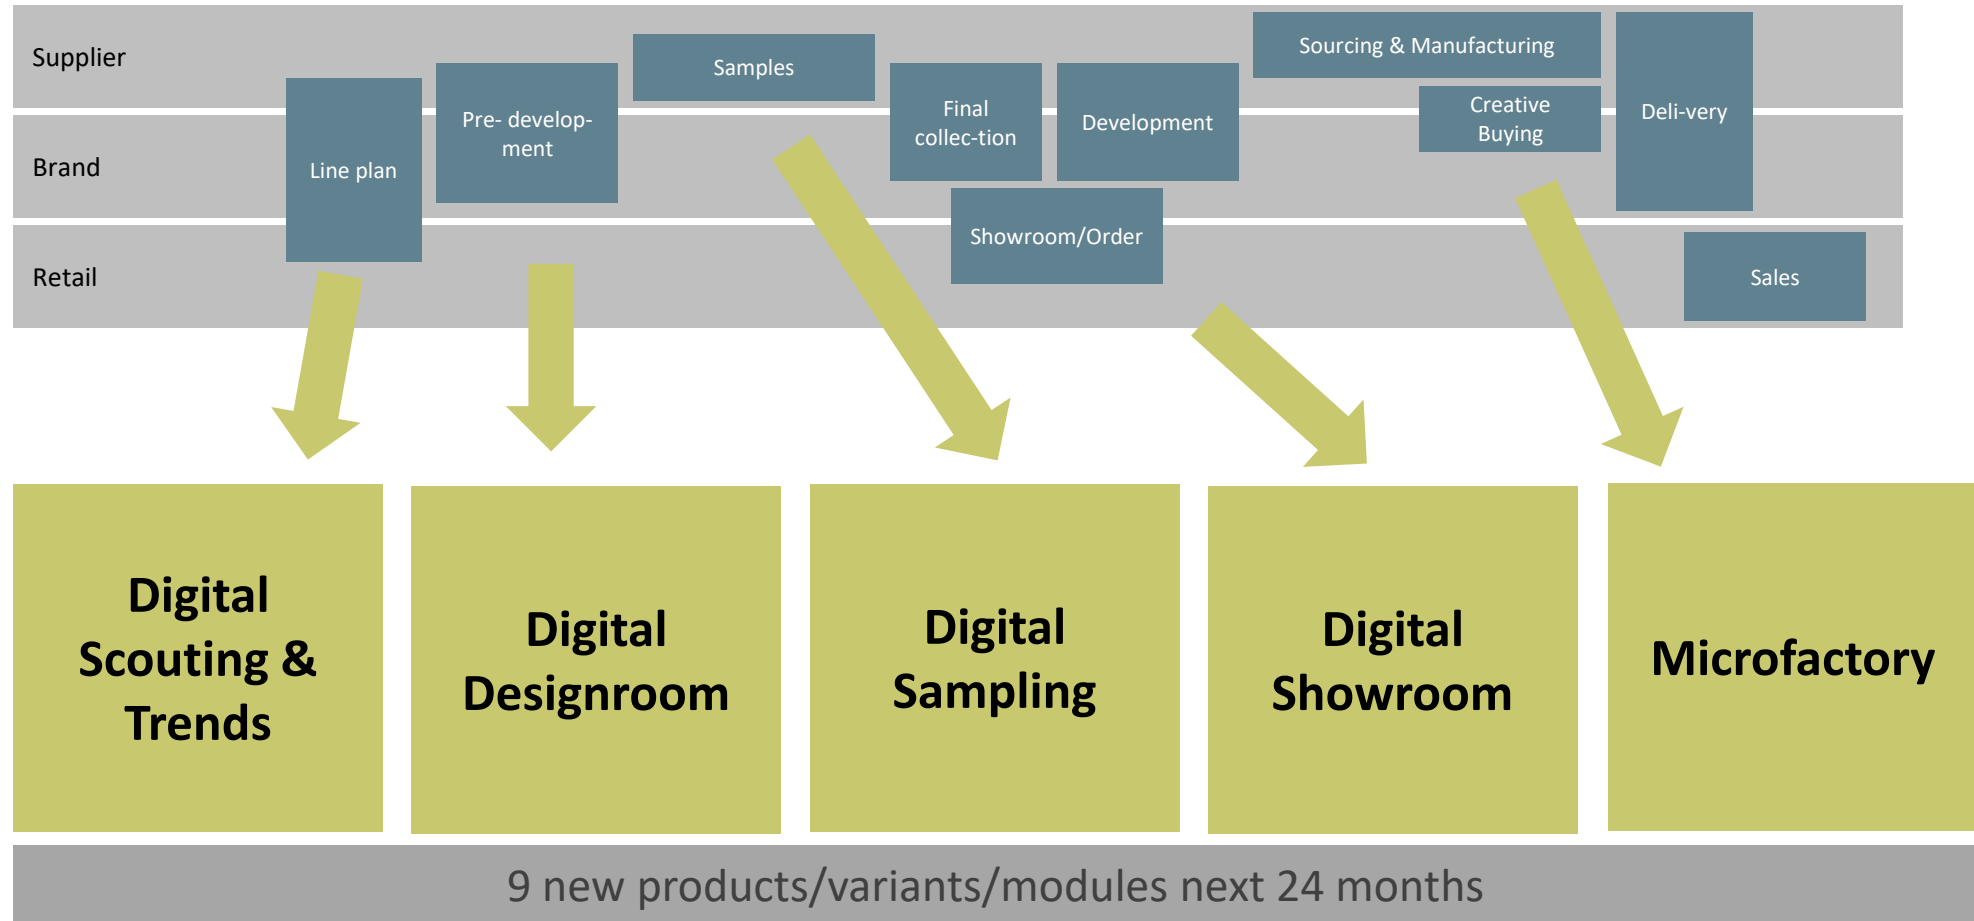 Supplier
Brand
Retail
Line plan
Pre- develop-
ment
Samples
Final
collec-tion
Development
Showroom/Order
Sourcing & Manufacturing
Creative
Buying
Deli-very
Sales
Digital
Scouting &
Trends
Digital
Designroom
Digital
Sampling
Digital
Showroom
Microfactory
9 new products/variants/modules next 24 months